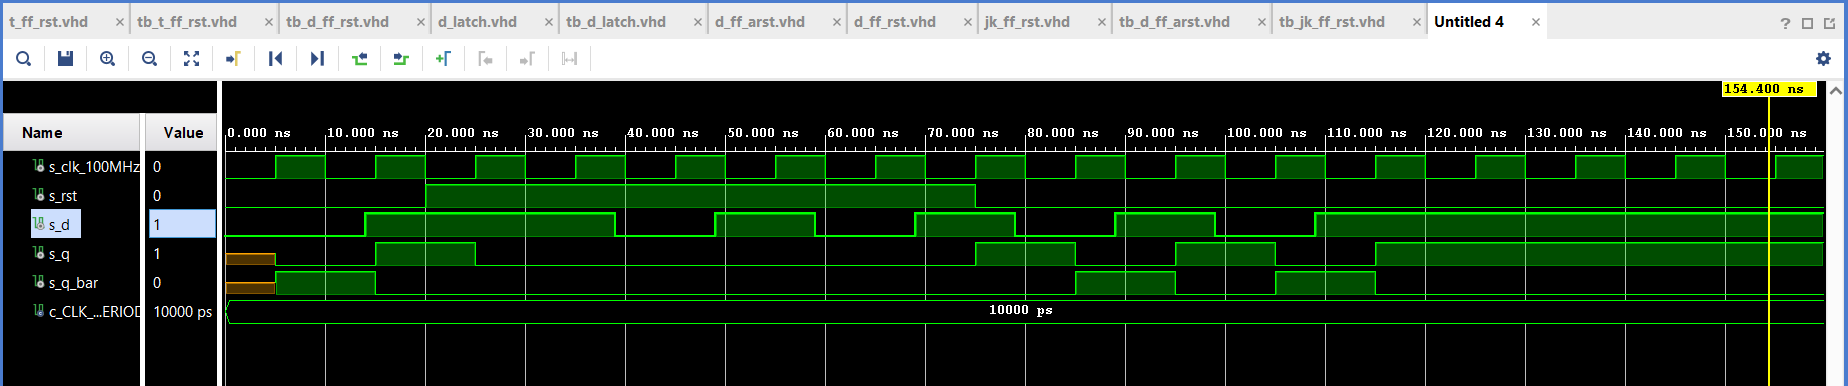 t_ff_rst.vhd × tb_t_ff_rst.vhd × tb_d_ff_rst.vhd × d_latch.vhd × tb_d_latch.vhd × d_ff_arst.vhd × d_ff_rst.vhd × jk_ff_rst.vhd × tb_d_ff_arst.vhd × tb_jk_ff_rst.vhd × Untitled 4 × ?
154.400 ns
Name Value 0.000 ns 10.000 ns 20.000 ns 30.000 ns 40.000 ns 50.000 ns 60.000 ns 70.000 ns 80.000 ns 90.000 ns 100.000 ns 110.000 ns 120.000 ns 130.000 ns 140.000 ns 150.000 ns
s_clk_100MHz 0
s_rst 0
s_d 1
s_q 1
s_q_bar 0
c_CLK_...ERIOD 10000 ps 10000 ps